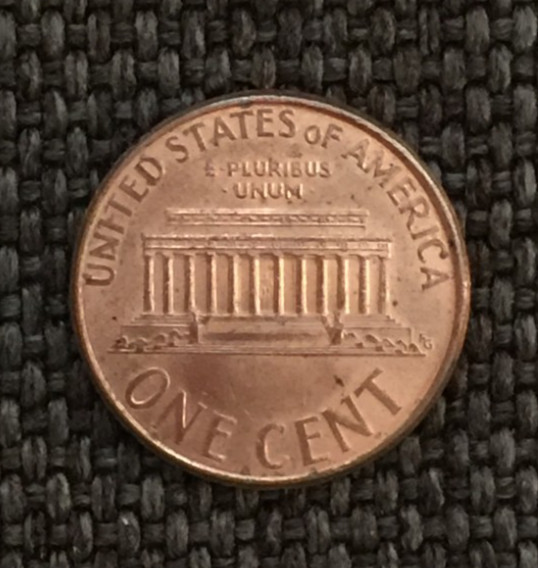 UNITED STATES OF AMERICA
E·PLURIBUS
·UNUM·
ONE CENT